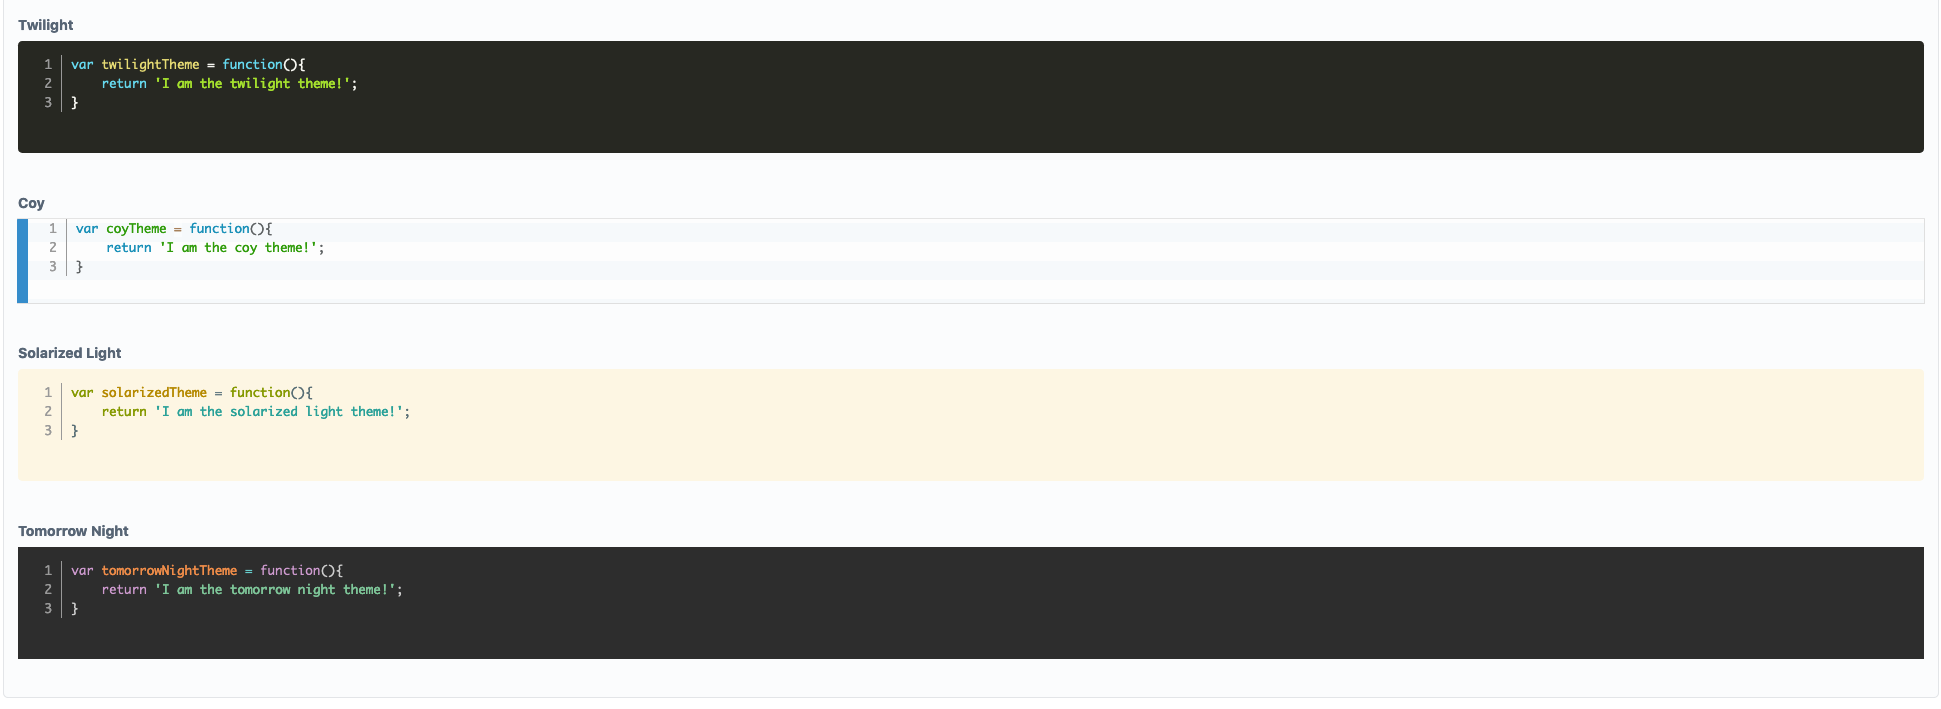 Twilight
1 var twilightTheme = function(){
2     return 'I am the twilight theme!';
3 }
Coy
1 var coyTheme = function(){
2     return 'I am the coy theme!';
3 }
Solarized Light
1 var solarizedTheme = function(){
2     return 'I am the solarized light theme!';
3 }
Tomorrow Night
1 var tomorrowNightTheme = function(){
2     return 'I am the tomorrow night theme!';
3 }